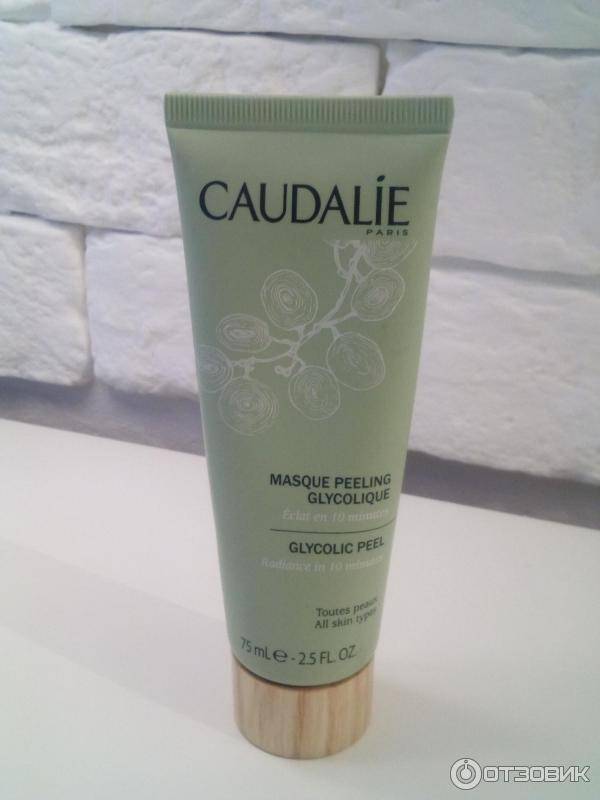 CAUDALÍE
PARIS
MASQUE PEELING
GLYCOLIQUE
Éclat en 10 minutes
GLYCOLIC PEEL
Radiance in 10 minutes
Toutes peaux
All skin types
75 mL ℮ - 2.5 FL. OZ.
ОТЗОВИК